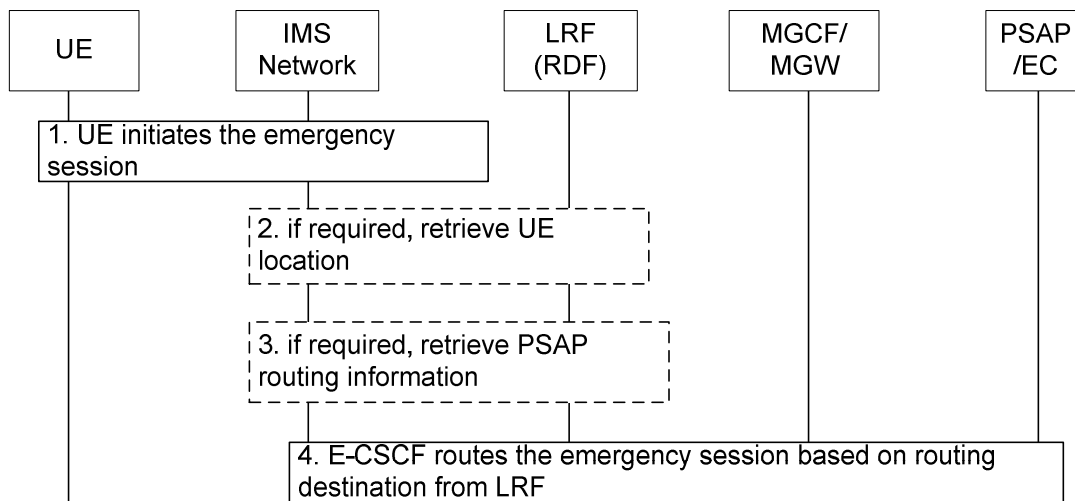 UE
IMS
Network
LRF
(RDF)
MGCF/
MGW
PSAP
/EC
1. UE initiates the emergency
session
2. if required, retrieve UE
location
3. if required, retrieve PSAP
routing information
4. E-CSCF routes the emergency session based on routing
destination from LRF